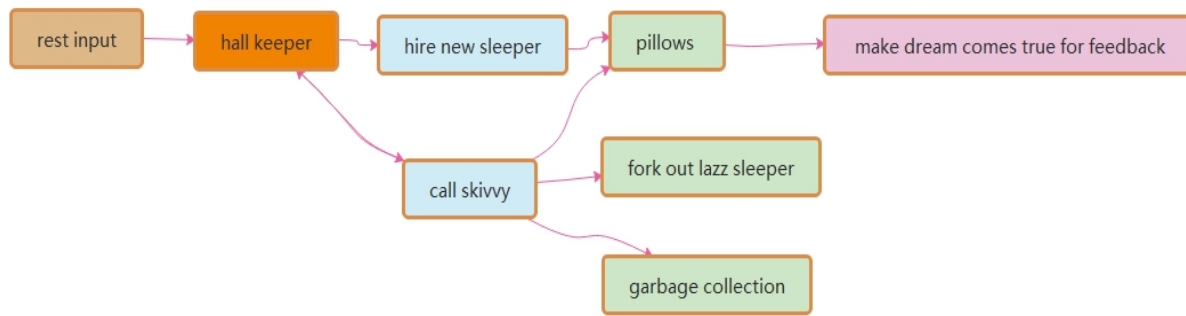 rest input
hall keeper
hire new sleeper
pillows
make dream comes true for feedback
call skivvy
fork out lazz sleeper
garbage collection